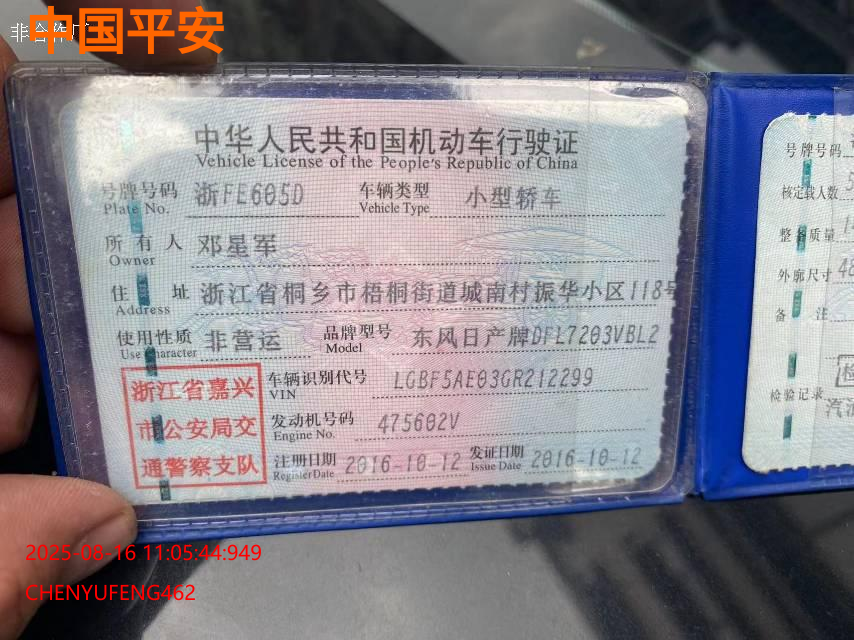 中国平安
中华人民共和国机动车行驶证
Vehicle License of the People's Republic of China
号牌号码 浙FE605D 车辆类型 小型轿车
Plate No. Vehicle Type
所有人 邓星军
Owner
住址 浙江省桐乡市梧桐街道城南村振华小区118号
Address
使用性质 非营运 品牌型号 东风日产牌DFL7203VBL2
Use Character Model
车辆识别代号 LGBF5AE03GR212299
VIN
发动机号码 475602V
Engine No.
注册日期 2016-10-12 发证日期 2016-10-12
Register Date Issue Date
浙江省嘉兴
市公安局交
通警察支队
号牌号码
核定载人数
整备质量
外廓尺寸
备注
检验记录
2025-08-16 11:05:44:949
CHENYUFENG462